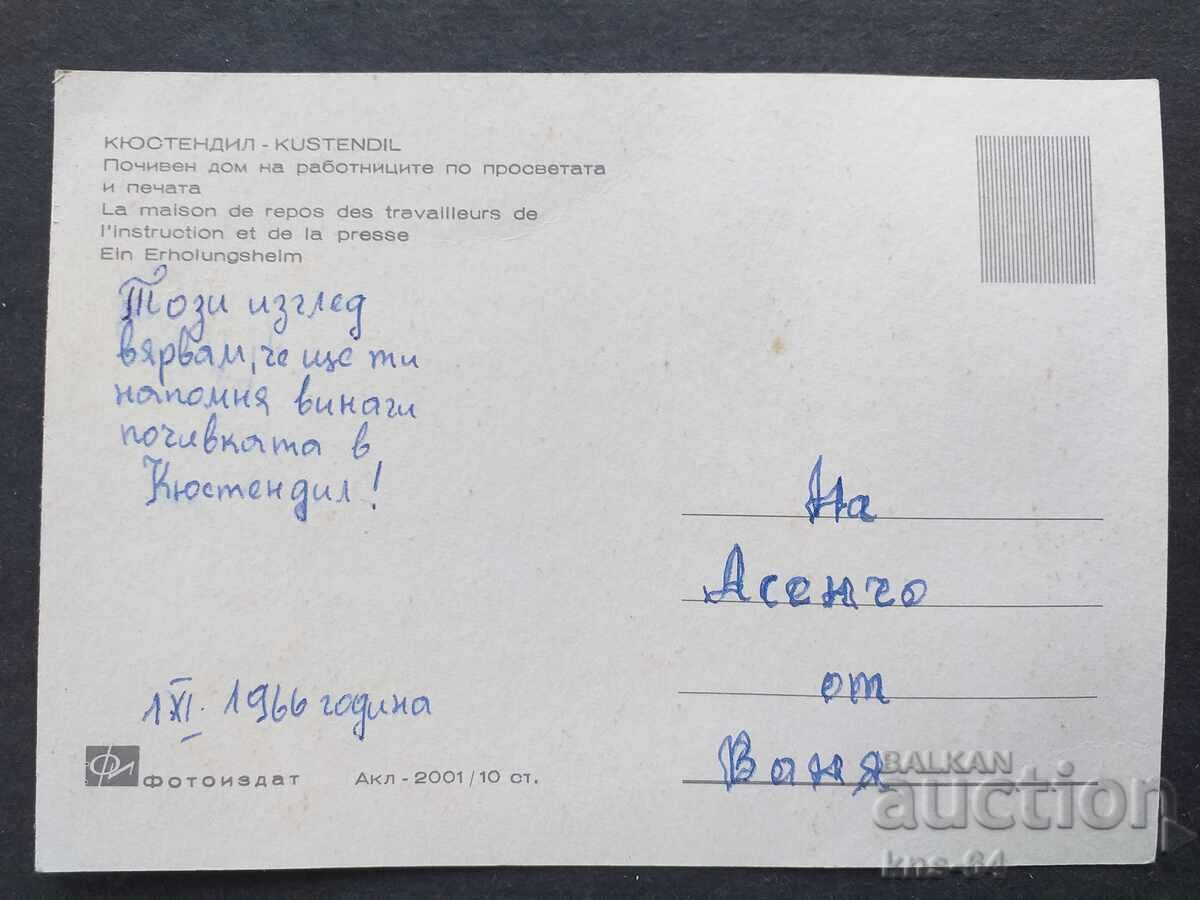 КЮСТЕНДИЛ - KUSTENDIL
Почивен дом на работниците по просветата
и печата
La maison de repos des travailleurs de
l'instruction et de la presse
Ein Erholungsheim
Този изглед
вярвам, че ще ти
напомня винаги
почивката в
Кюстендил!
1 XI. 1966 година
На
Асенчо
от
Ваня
ФИ Фотоиздат Акл - 2001/10 ст.
BALKAN
auction
kns-64